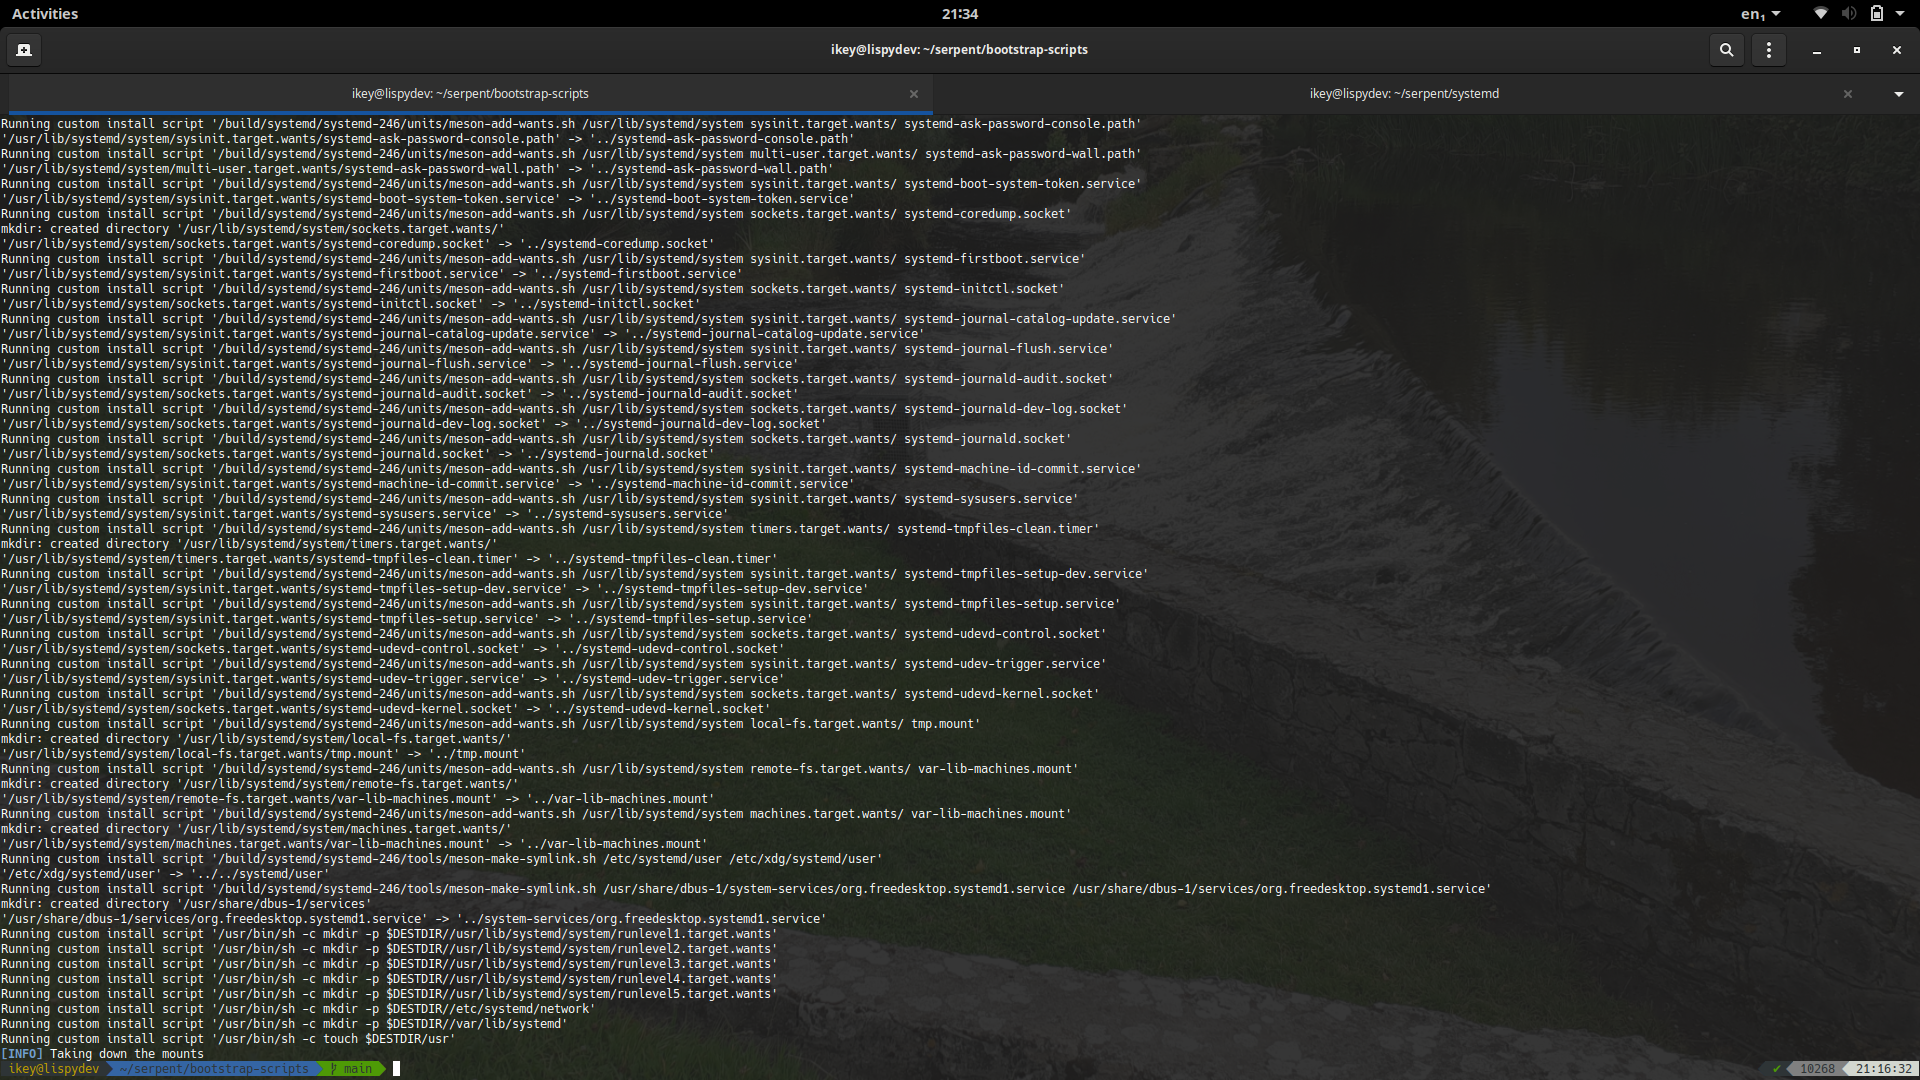 Activities
21:34
en₁
ikey@lispydev: ~/serpent/bootstrap-scripts
ikey@lispydev: ~/serpent/bootstrap-scripts
ikey@lispydev: ~/serpent/systemd
Running custom install script '/build/systemd/systemd-246/units/meson-add-wants.sh /usr/lib/systemd/system sysinit.target.wants/ systemd-ask-password-console.path'
'/usr/lib/systemd/system/sysinit.target.wants/systemd-ask-password-console.path' -> '../systemd-ask-password-console.path'
Running custom install script '/build/systemd/systemd-246/units/meson-add-wants.sh /usr/lib/systemd/system multi-user.target.wants/ systemd-ask-password-wall.path'
'/usr/lib/systemd/system/multi-user.target.wants/systemd-ask-password-wall.path' -> '../systemd-ask-password-wall.path'
Running custom install script '/build/systemd/systemd-246/units/meson-add-wants.sh /usr/lib/systemd/system sysinit.target.wants/ systemd-boot-system-token.service'
'/usr/lib/systemd/system/sysinit.target.wants/systemd-boot-system-token.service' -> '../systemd-boot-system-token.service'
Running custom install script '/build/systemd/systemd-246/units/meson-add-wants.sh /usr/lib/systemd/system sockets.target.wants/ systemd-coredump.socket'
mkdir: created directory '/usr/lib/systemd/system/sockets.target.wants/'
'/usr/lib/systemd/system/sockets.target.wants/systemd-coredump.socket' -> '../systemd-coredump.socket'
Running custom install script '/build/systemd/systemd-246/units/meson-add-wants.sh /usr/lib/systemd/system sysinit.target.wants/ systemd-firstboot.service'
'/usr/lib/systemd/system/sysinit.target.wants/systemd-firstboot.service' -> '../systemd-firstboot.service'
Running custom install script '/build/systemd/systemd-246/units/meson-add-wants.sh /usr/lib/systemd/system sockets.target.wants/ systemd-initctl.socket'
'/usr/lib/systemd/system/sockets.target.wants/systemd-initctl.socket' -> '../systemd-initctl.socket'
Running custom install script '/build/systemd/systemd-246/units/meson-add-wants.sh /usr/lib/systemd/system sysinit.target.wants/ systemd-journal-catalog-update.service'
'/usr/lib/systemd/system/sysinit.target.wants/systemd-journal-catalog-update.service' -> '../systemd-journal-catalog-update.service'
Running custom install script '/build/systemd/systemd-246/units/meson-add-wants.sh /usr/lib/systemd/system sysinit.target.wants/ systemd-journal-flush.service'
'/usr/lib/systemd/system/sysinit.target.wants/systemd-journal-flush.service' -> '../systemd-journal-flush.service'
Running custom install script '/build/systemd/systemd-246/units/meson-add-wants.sh /usr/lib/systemd/system sockets.target.wants/ systemd-journald-audit.socket'
'/usr/lib/systemd/system/sockets.target.wants/systemd-journald-audit.socket' -> '../systemd-journald-audit.socket'
Running custom install script '/build/systemd/systemd-246/units/meson-add-wants.sh /usr/lib/systemd/system sockets.target.wants/ systemd-journald-dev-log.socket'
'/usr/lib/systemd/system/sockets.target.wants/systemd-journald-dev-log.socket' -> '../systemd-journald-dev-log.socket'
Running custom install script '/build/systemd/systemd-246/units/meson-add-wants.sh /usr/lib/systemd/system sockets.target.wants/ systemd-journald.socket'
'/usr/lib/systemd/system/sockets.target.wants/systemd-journald.socket' -> '../systemd-journald.socket'
Running custom install script '/build/systemd/systemd-246/units/meson-add-wants.sh /usr/lib/systemd/system sysinit.target.wants/ systemd-machine-id-commit.service'
'/usr/lib/systemd/system/sysinit.target.wants/systemd-machine-id-commit.service' -> '../systemd-machine-id-commit.service'
Running custom install script '/build/systemd/systemd-246/units/meson-add-wants.sh /usr/lib/systemd/system sysinit.target.wants/ systemd-sysusers.service'
'/usr/lib/systemd/system/sysinit.target.wants/systemd-sysusers.service' -> '../systemd-sysusers.service'
Running custom install script '/build/systemd/systemd-246/units/meson-add-wants.sh /usr/lib/systemd/system timers.target.wants/ systemd-tmpfiles-clean.timer'
mkdir: created directory '/usr/lib/systemd/system/timers.target.wants/'
'/usr/lib/systemd/system/timers.target.wants/systemd-tmpfiles-clean.timer' -> '../systemd-tmpfiles-clean.timer'
Running custom install script '/build/systemd/systemd-246/units/meson-add-wants.sh /usr/lib/systemd/system sysinit.target.wants/ systemd-tmpfiles-setup-dev.service'
'/usr/lib/systemd/system/sysinit.target.wants/systemd-tmpfiles-setup-dev.service' -> '../systemd-tmpfiles-setup-dev.service'
Running custom install script '/build/systemd/systemd-246/units/meson-add-wants.sh /usr/lib/systemd/system sysinit.target.wants/ systemd-tmpfiles-setup.service'
'/usr/lib/systemd/system/sysinit.target.wants/systemd-tmpfiles-setup.service' -> '../systemd-tmpfiles-setup.service'
Running custom install script '/build/systemd/systemd-246/units/meson-add-wants.sh /usr/lib/systemd/system sockets.target.wants/ systemd-udevd-control.socket'
'/usr/lib/systemd/system/sockets.target.wants/systemd-udevd-control.socket' -> '../systemd-udevd-control.socket'
Running custom install script '/build/systemd/systemd-246/units/meson-add-wants.sh /usr/lib/systemd/system sysinit.target.wants/ systemd-udev-trigger.service'
'/usr/lib/systemd/system/sysinit.target.wants/systemd-udev-trigger.service' -> '../systemd-udev-trigger.service'
Running custom install script '/build/systemd/systemd-246/units/meson-add-wants.sh /usr/lib/systemd/system sockets.target.wants/ systemd-udevd-kernel.socket'
'/usr/lib/systemd/system/sockets.target.wants/systemd-udevd-kernel.socket' -> '../systemd-udevd-kernel.socket'
Running custom install script '/build/systemd/systemd-246/units/meson-add-wants.sh /usr/lib/systemd/system local-fs.target.wants/ tmp.mount'
mkdir: created directory '/usr/lib/systemd/system/local-fs.target.wants/'
'/usr/lib/systemd/system/local-fs.target.wants/tmp.mount' -> '../tmp.mount'
Running custom install script '/build/systemd/systemd-246/units/meson-add-wants.sh /usr/lib/systemd/system remote-fs.target.wants/ var-lib-machines.mount'
mkdir: created directory '/usr/lib/systemd/system/remote-fs.target.wants/'
'/usr/lib/systemd/system/remote-fs.target.wants/var-lib-machines.mount' -> '../var-lib-machines.mount'
Running custom install script '/build/systemd/systemd-246/units/meson-add-wants.sh /usr/lib/systemd/system machines.target.wants/ var-lib-machines.mount'
mkdir: created directory '/usr/lib/systemd/system/machines.target.wants/'
'/usr/lib/systemd/system/machines.target.wants/var-lib-machines.mount' -> '../var-lib-machines.mount'
Running custom install script '/build/systemd/systemd-246/tools/meson-make-symlink.sh /etc/systemd/user /etc/xdg/systemd/user'
'/etc/xdg/systemd/user' -> '../../systemd/user'
Running custom install script '/build/systemd/systemd-246/tools/meson-make-symlink.sh /usr/share/dbus-1/system-services/org.freedesktop.systemd1.service /usr/share/dbus-1/services/org.freedesktop.systemd1.service'
mkdir: created directory '/usr/share/dbus-1/services'
'/usr/share/dbus-1/services/org.freedesktop.systemd1.service' -> '../system-services/org.freedesktop.systemd1.service'
Running custom install script '/usr/bin/sh -c mkdir -p $DESTDIR//usr/lib/systemd/system/runlevel1.target.wants'
Running custom install script '/usr/bin/sh -c mkdir -p $DESTDIR//usr/lib/systemd/system/runlevel2.target.wants'
Running custom install script '/usr/bin/sh -c mkdir -p $DESTDIR//usr/lib/systemd/system/runlevel3.target.wants'
Running custom install script '/usr/bin/sh -c mkdir -p $DESTDIR//usr/lib/systemd/system/runlevel4.target.wants'
Running custom install script '/usr/bin/sh -c mkdir -p $DESTDIR//usr/lib/systemd/system/runlevel5.target.wants'
Running custom install script '/usr/bin/sh -c mkdir -p $DESTDIR//etc/systemd/network'
Running custom install script '/usr/bin/sh -c mkdir -p $DESTDIR//var/lib/systemd'
Running custom install script '/usr/bin/sh -c touch $DESTDIR/usr'
[INFO] Taking down the mounts
ikey@lispydev ~/serpent/bootstrap-scripts main ✔ 10268 21:16:32